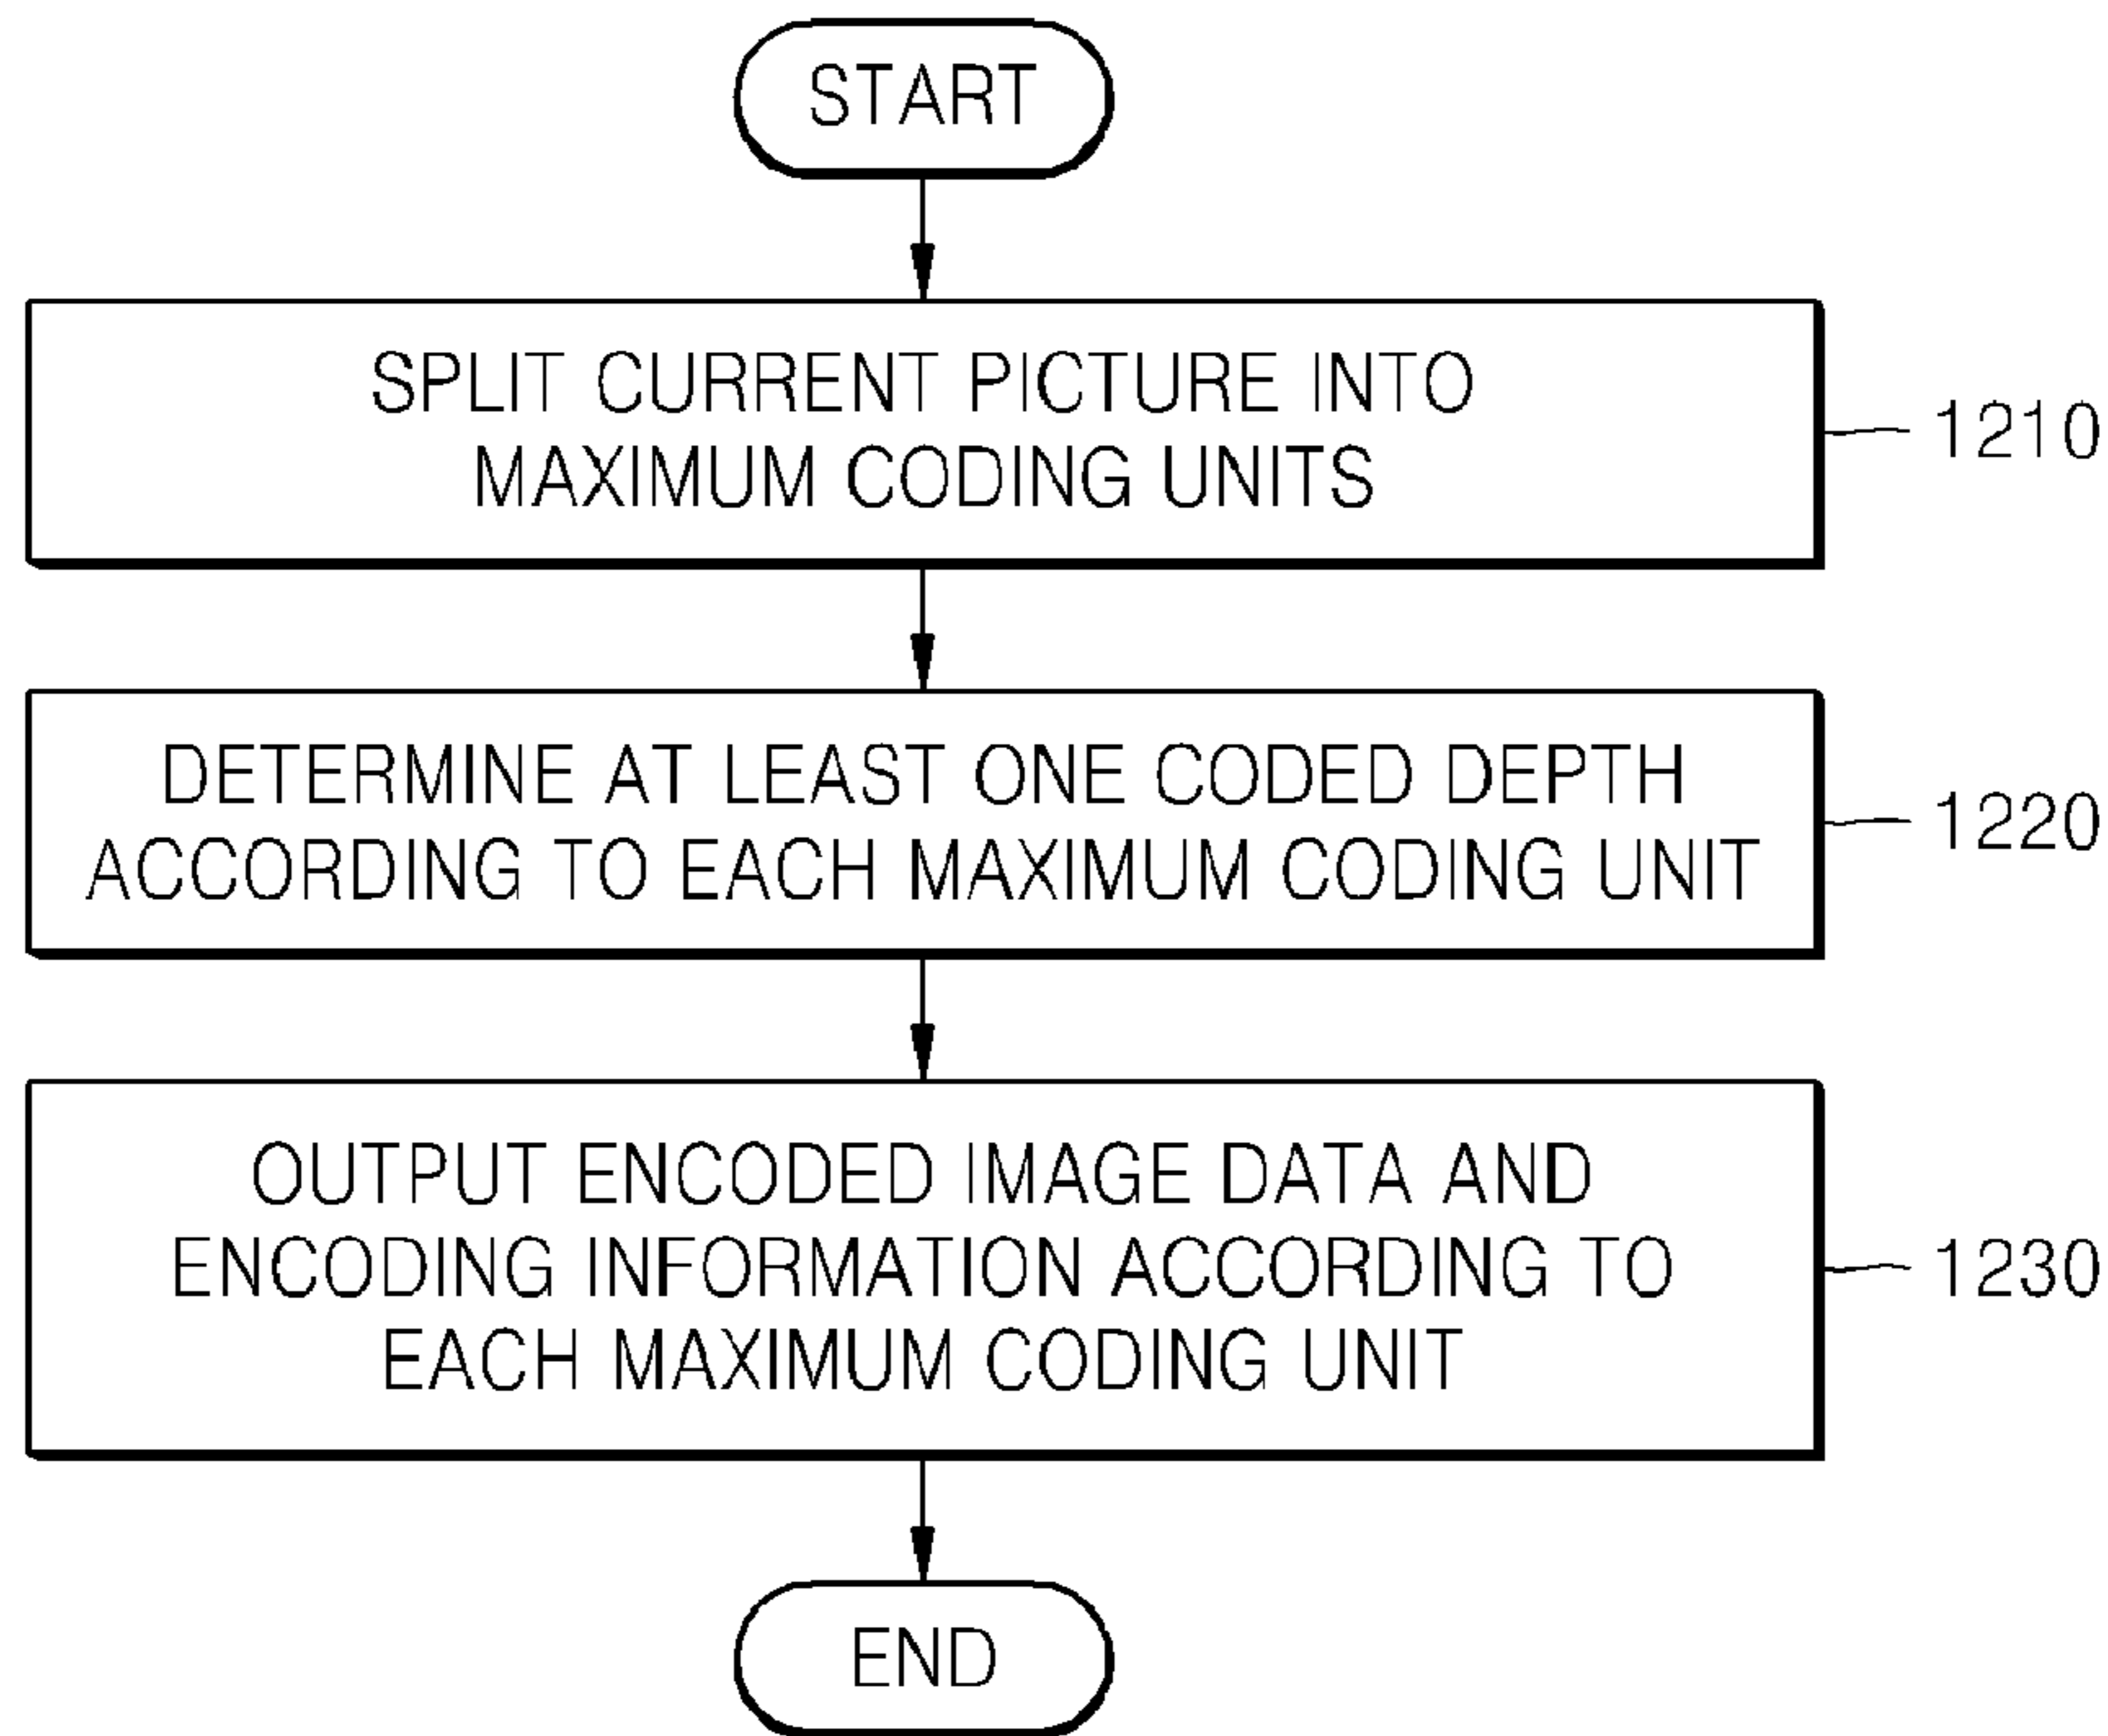 START
SPLIT CURRENT PICTURE INTO
MAXIMUM CODING UNITS
1210
DETERMINE AT LEAST ONE CODED DEPTH
ACCORDING TO EACH MAXIMUM CODING UNIT
1220
OUTPUT ENCODED IMAGE DATA AND
ENCODING INFORMATION ACCORDING TO
EACH MAXIMUM CODING UNIT
1230
END